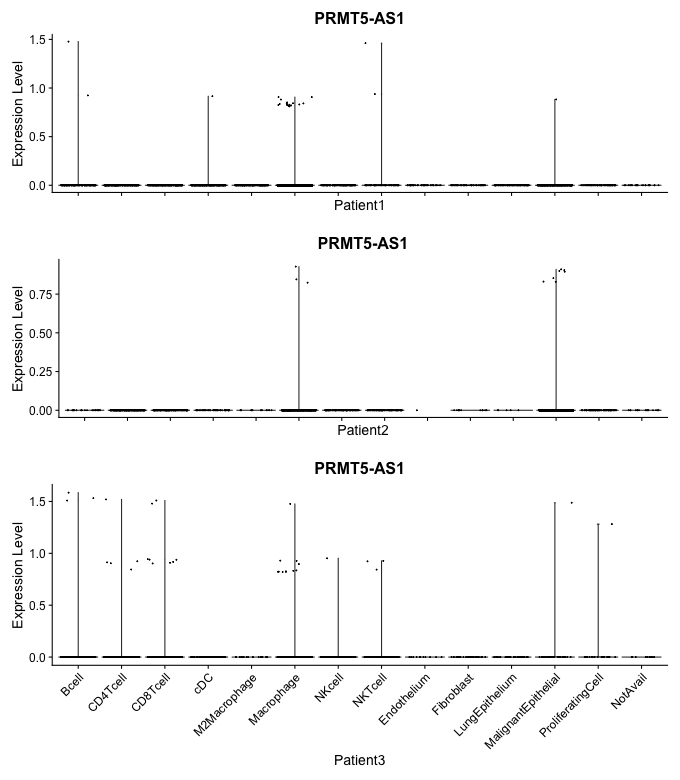 PRMT5-AS1
Expression Level
1.5
1.0
0.5
0.0
Patient1
PRMT5-AS1
Expression Level
0.75
0.50
0.25
0.00
Patient2
PRMT5-AS1
Expression Level
1.5
1.0
0.5
0.0
Bcell
CD4Tcell
CD8Tcell
cDC
M2Macrophage
Macrophage
NKcell
NKTcell
Endothelium
Fibroblast
LungEpithelium
MalignantEpithelial
ProliferatingCell
NotAvail
Patient3